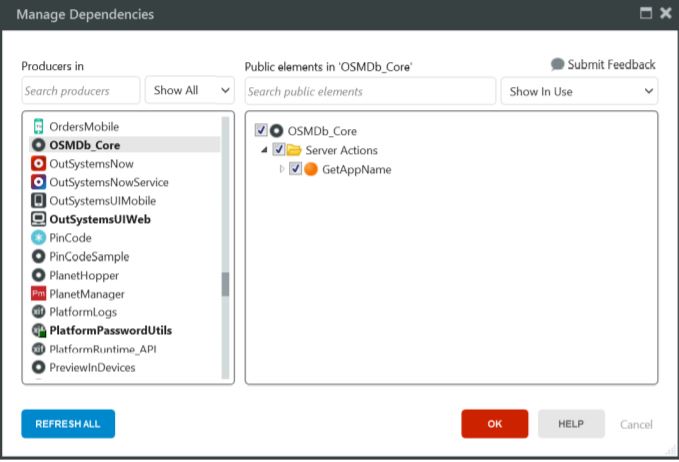 Manage Dependencies
Submit Feedback
Producers in
Public elements in 'OSMDb_Core'
Search producers
Show All
Search public elements
Show In Use
OrdersMobile
OSMDb_Core
OutSystemsNow
OutSystemsNowService
OutSystemsUIMobile
OutSystemsUIWeb
PinCode
PinCodeSample
PlanetHopper
Pm PlanetManager
PlatformLogs
PlatformPasswordUtils
PlatformRuntime_API
PreviewInDevices
OSMDb_Core
Server Actions
GetAppName
REFRESH ALL
OK
HELP
Cancel